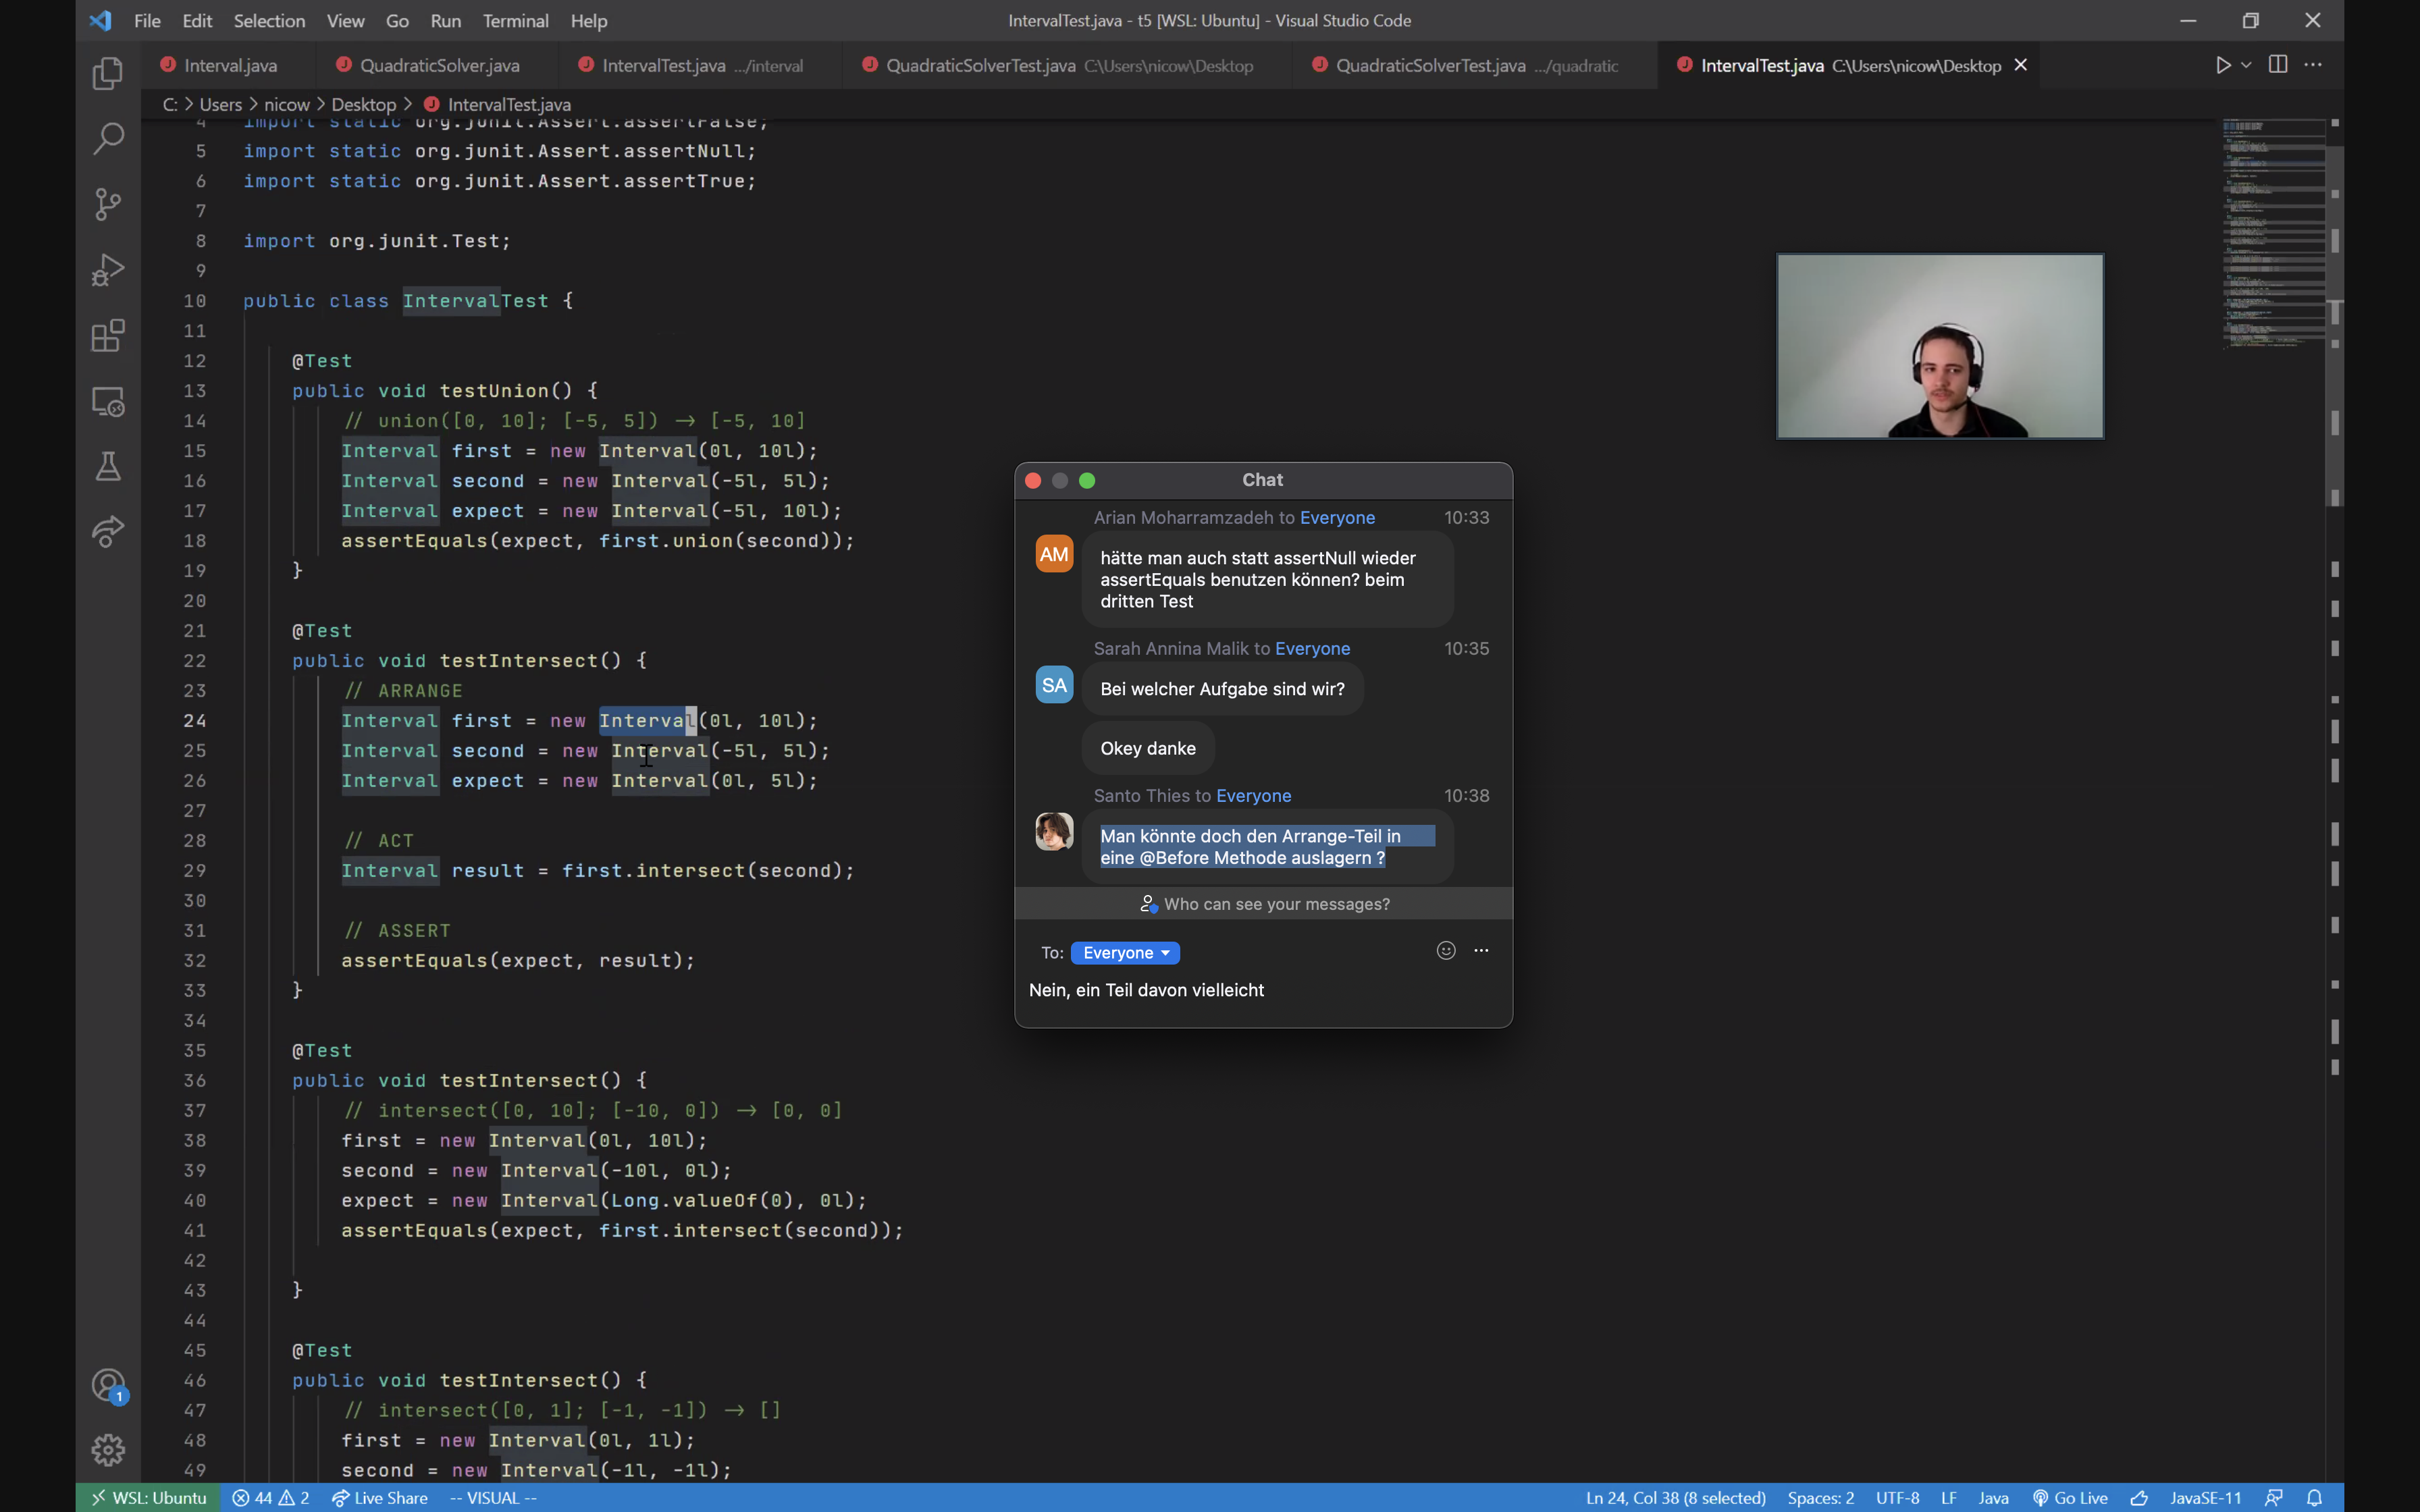 File Edit Selection View Go Run Terminal Help
IntervalTest.java - t5 [WSL: Ubuntu] - Visual Studio Code
Interval.java
QuadraticSolver.java
IntervalTest.java .../interval
QuadraticSolverTest.java C:\Users\nicow\Desktop
QuadraticSolverTest.java .../quadratic
IntervalTest.java C:\Users\nicow\Desktop
C: > Users > nicow > Desktop > IntervalTest.java
4 import static org.junit.Assert.assertFalse;
5 import static org.junit.Assert.assertNull;
6 import static org.junit.Assert.assertTrue;
7
8 import org.junit.Test;
9
10 public class IntervalTest {
11
12 @Test
13 public void testUnion() {
14 // union([0, 10]; [-5, 5]) → [-5, 10]
15 Interval first = new Interval(0l, 10l);
16 Interval second = new Interval(-5l, 5l);
17 Interval expect = new Interval(-5l, 10l);
18 assertEquals(expect, first.union(second));
19 }
20
21 @Test
22 public void testIntersect() {
23 // ARRANGE
24 Interval first = new Interval(0l, 10l);
25 Interval second = new Interval(-5l, 5l);
26 Interval expect = new Interval(0l, 5l);
27
28 // ACT
29 Interval result = first.intersect(second);
30
31 // ASSERT
32 assertEquals(expect, result);
33 }
34
35 @Test
36 public void testIntersect() {
37 // intersect([0, 10]; [-10, 0]) → [0, 0]
38 first = new Interval(0l, 10l);
39 second = new Interval(-10l, 0l);
40 expect = new Interval(Long.valueOf(0), 0l);
41 assertEquals(expect, first.intersect(second));
42
43 }
44
45 @Test
46 public void testIntersect() {
47 // intersect([0, 1]; [-1, -1]) → []
48 first = new Interval(0l, 1l);
49 second = new Interval(-1l, -1l);
Chat
Arian Moharramzadeh to Everyone 10:33
AM
hätte man auch statt assertNull wieder
assertEquals benutzen können? beim
dritten Test
Sarah Annina Malik to Everyone 10:35
SA
Bei welcher Aufgabe sind wir?
Okey danke
Santo Thies to Everyone 10:38
Man könnte doch den Arrange-Teil in
eine @Before Methode auslagern ?
Who can see your messages?
To: Everyone
Nein, ein Teil davon vielleicht
1
WSL: Ubuntu 44 2 Live Share -- VISUAL --
Ln 24, Col 38 (8 selected) Spaces: 2 UTF-8 LF Java Go Live JavaSE-11